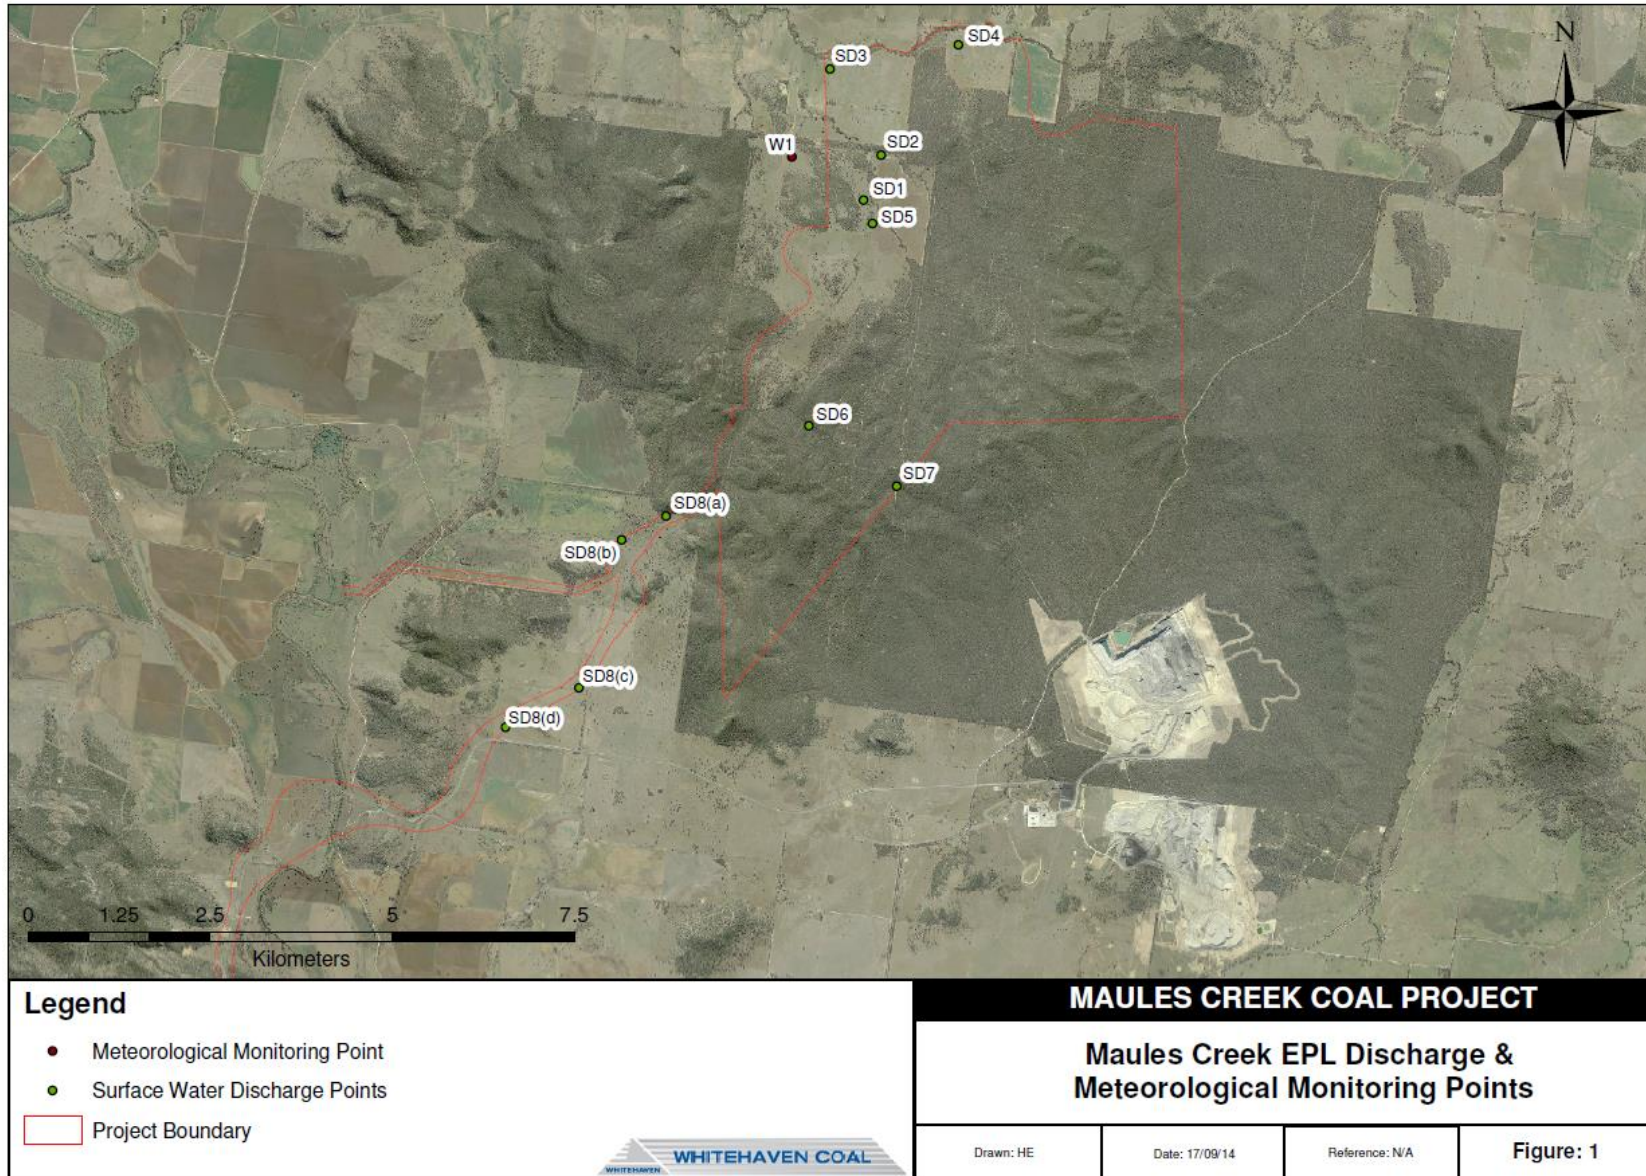 SD4
N
SD3
W1
SD2
SD1
SD5
SD6
SD7
SD8(a)
SD8(b)
SD8(c)
SD8(d)
0 1.25 2.5 5 7.5
Kilometers
Legend
Meteorological Monitoring Point
Surface Water Discharge Points
Project Boundary
WHITEHAVEN
WHITEHAVEN COAL
MAULES CREEK COAL PROJECT
Maules Creek EPL Discharge &
Meteorological Monitoring Points
Drawn: HE
Date: 17/09/14
Reference: N/A
Figure: 1